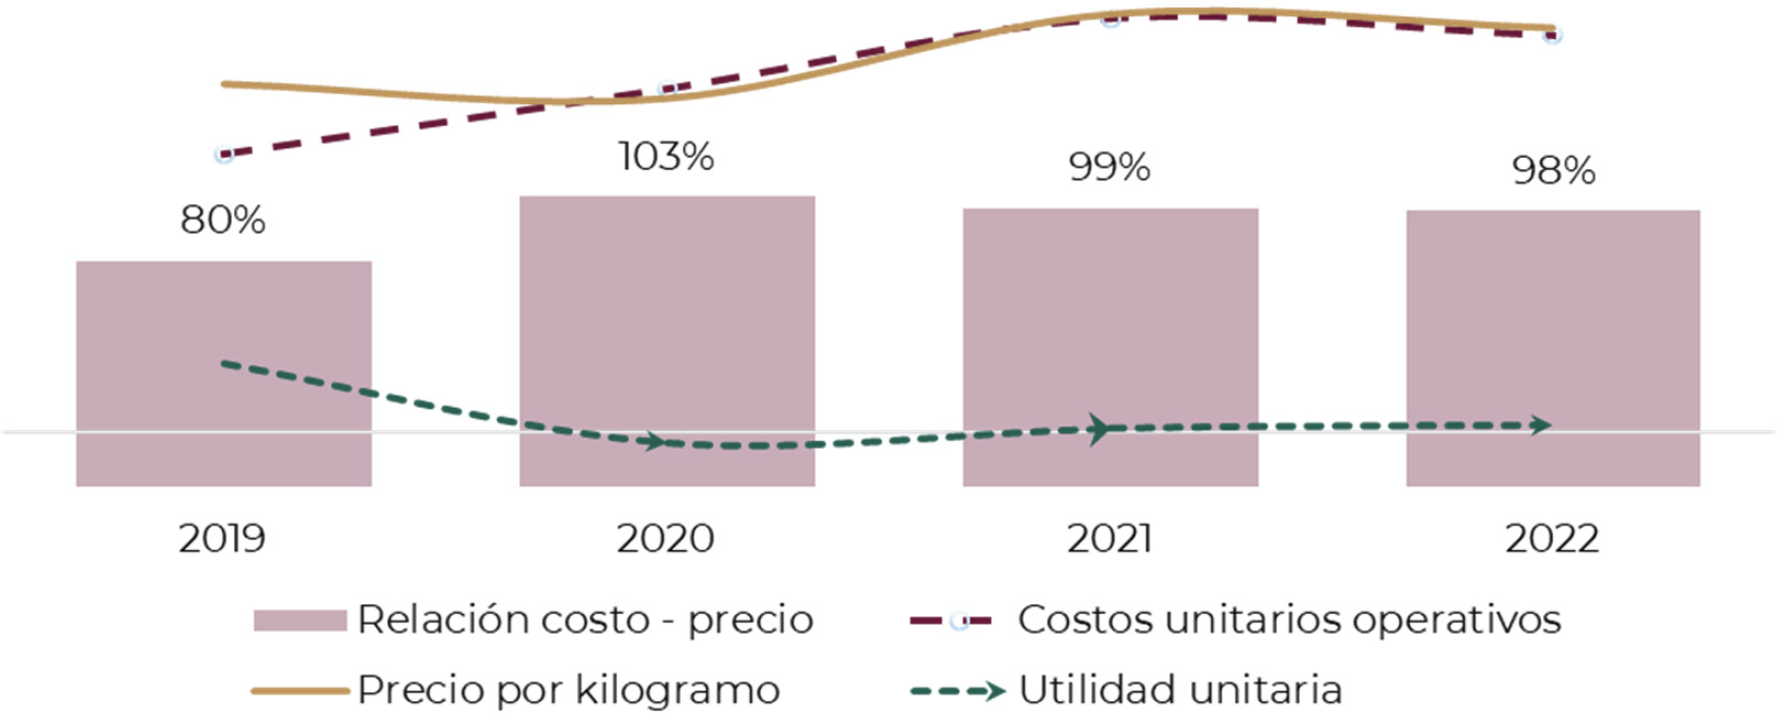 103%
99%
98%
80%
2019 2020 2021 2022
Relación costo - precio Costos unitarios operativos
Precio por kilogramo Utilidad unitaria